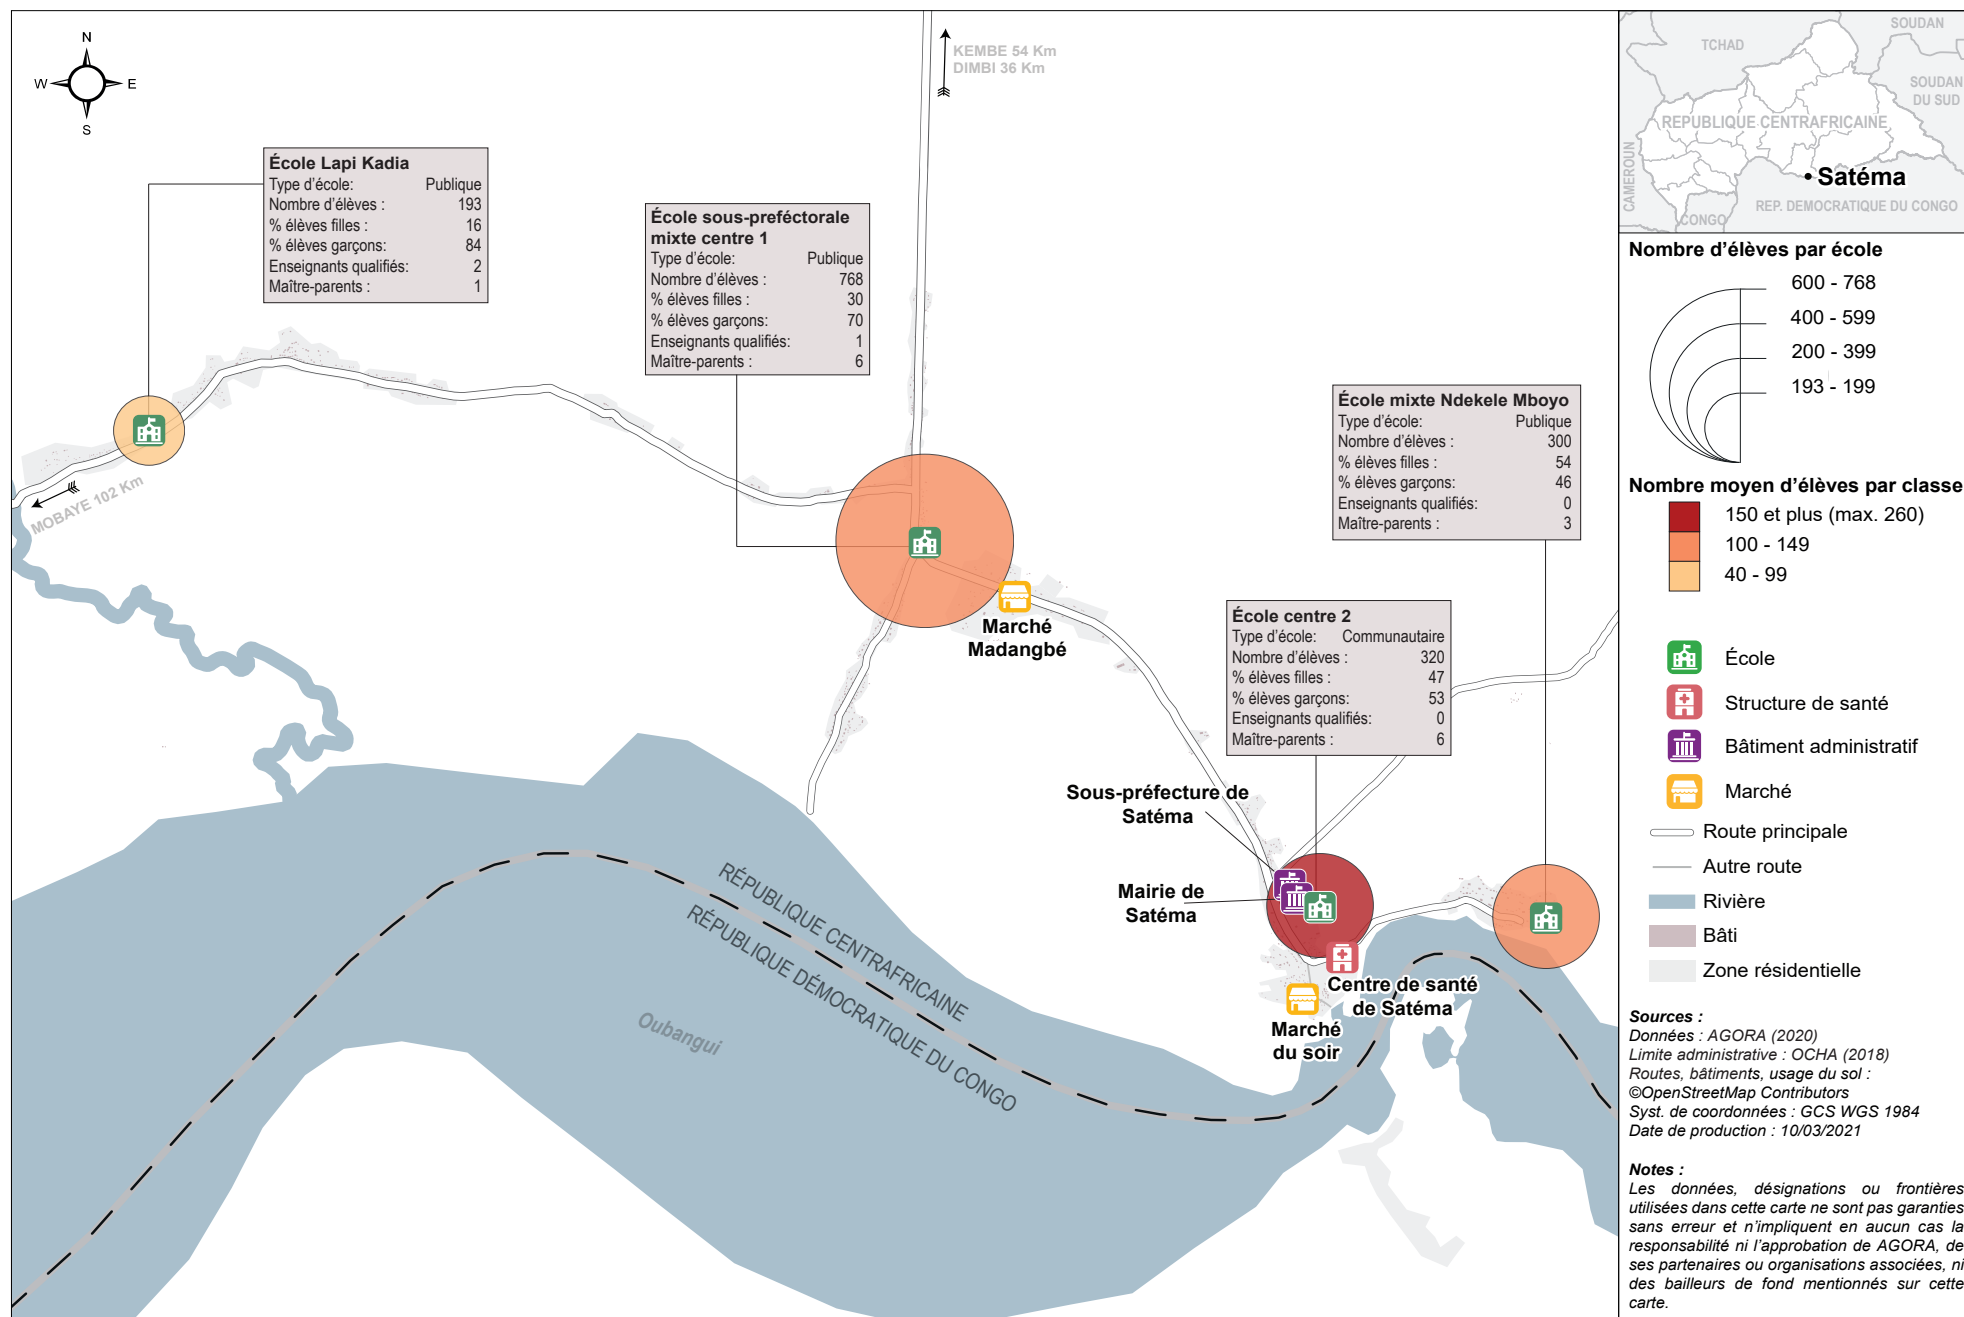 N
W
E
S
KEMBE 54 Km
DIMBI 36 Km
École Lapi Kadia
Type d'école: Publique
Nombre d'élèves : 193
% élèves filles : 16
% élèves garçons: 84
Enseignants qualifiés: 2
Maître-parents : 1
École sous-preféctorale
mixte centre 1
Type d'école: Publique
Nombre d'élèves : 768
% élèves filles : 30
% élèves garçons: 70
Enseignants qualifiés: 1
Maître-parents : 6
École mixte Ndekele Mboyo
Type d'école: Publique
Nombre d'élèves : 300
% élèves filles : 54
% élèves garçons: 46
Enseignants qualifiés: 0
Maître-parents : 3
École centre 2
Type d'école: Communautaire
Nombre d'élèves : 320
% élèves filles : 47
% élèves garçons: 53
Enseignants qualifiés: 0
Maître-parents : 6
MOBAYE 102 Km
Marché
Madangbé
Sous-préfecture de
Satéma
Mairie de
Satéma
Centre de santé
de Satéma
Marché
du soir
RÉPUBLIQUE CENTRAFRICAINE
RÉPUBLIQUE DÉMOCRATIQUE DU CONGO
Oubangui
SOUDAN
TCHAD
SOUDAN
DU SUD
REPUBLIQUE CENTRAFRICAINE
CAMEROUN
Satéma
REP. DEMOCRATIQUE DU CONGO
CONGO
Nombre d'élèves par école
600 - 768
400 - 599
200 - 399
193 - 199
Nombre moyen d'élèves par classe
150 et plus (max. 260)
100 - 149
40 - 99
École
Structure de santé
Bâtiment administratif
Marché
Route principale
Autre route
Rivière
Bâti
Zone résidentielle
Sources :
Données : AGORA (2020)
Limite administrative : OCHA (2018)
Routes, bâtiments, usage du sol :
©OpenStreetMap Contributors
Syst. de coordonnées : GCS WGS 1984
Date de production : 10/03/2021
Notes :
Les données, désignations ou frontières
utilisées dans cette carte ne sont pas garanties
sans erreur et n'impliquent en aucun cas la
responsabilité ni l'approbation de AGORA, de
ses partenaires ou organisations associées, ni
des bailleurs de fond mentionnés sur cette
carte.